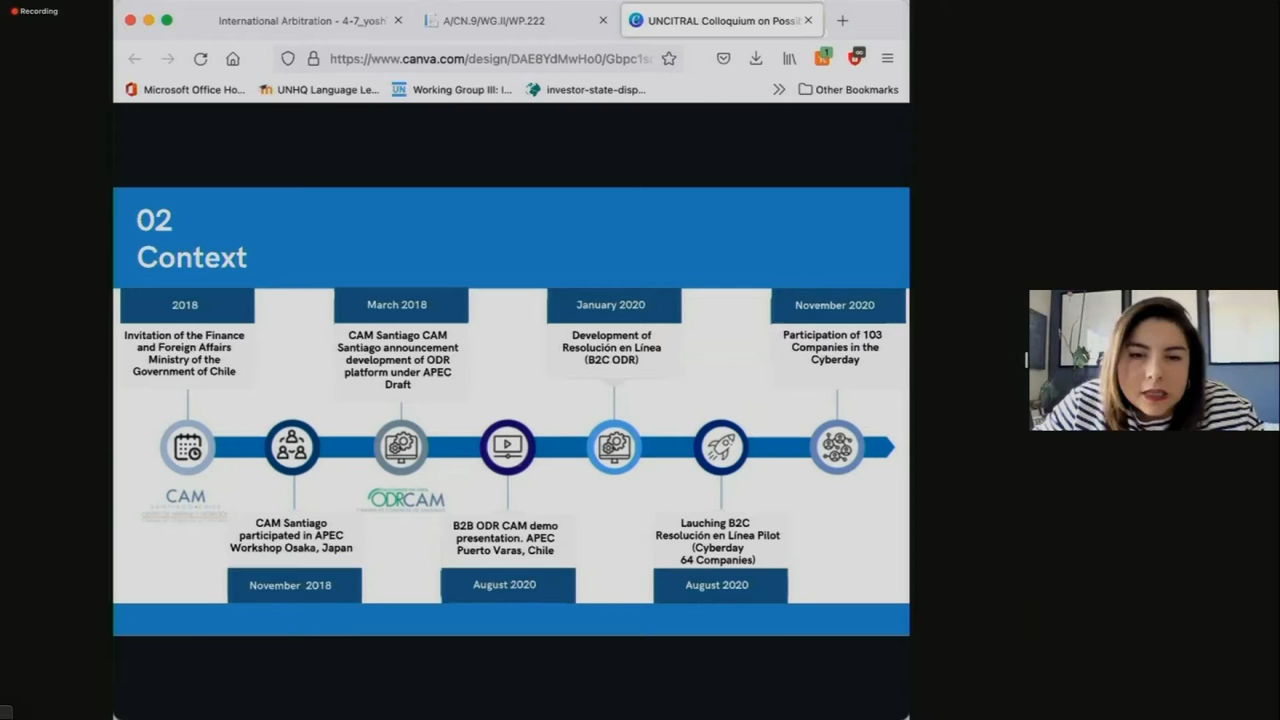 Recording
International Arbitration - 4-7_yosh
A/CN.9/WG.II/WP.222
UNCITRAL Colloquium on Possib
https://www.canva.com/design/DAE8YdMwHo0/Gbpc1s
1
Microsoft Office Ho...
UNHQ Language Le...
UN
Working Group III: I...
investor-state-disp...
Other Bookmarks
02
Context
2018
Invitation of the Finance
and Foreign Affairs
Ministry of the
Government of Chile
March 2018
CAM Santiago CAM
Santiago announcement
development of ODR
platform under APEC
Draft
January 2020
Development of
Resolución en Línea
(B2C ODR)
November 2020
Participation of 103
Companies in the
Cyberday
CAM
ODRCAM
CAM Santiago
participated in APEC
Workshop Osaka, Japan
November 2018
B2B ODR CAM demo
presentation. APEC
Puerto Varas, Chile
August 2020
Lauching B2C
Resolución en Línea Pilot
(Cyberday
64 Companies)
August 2020